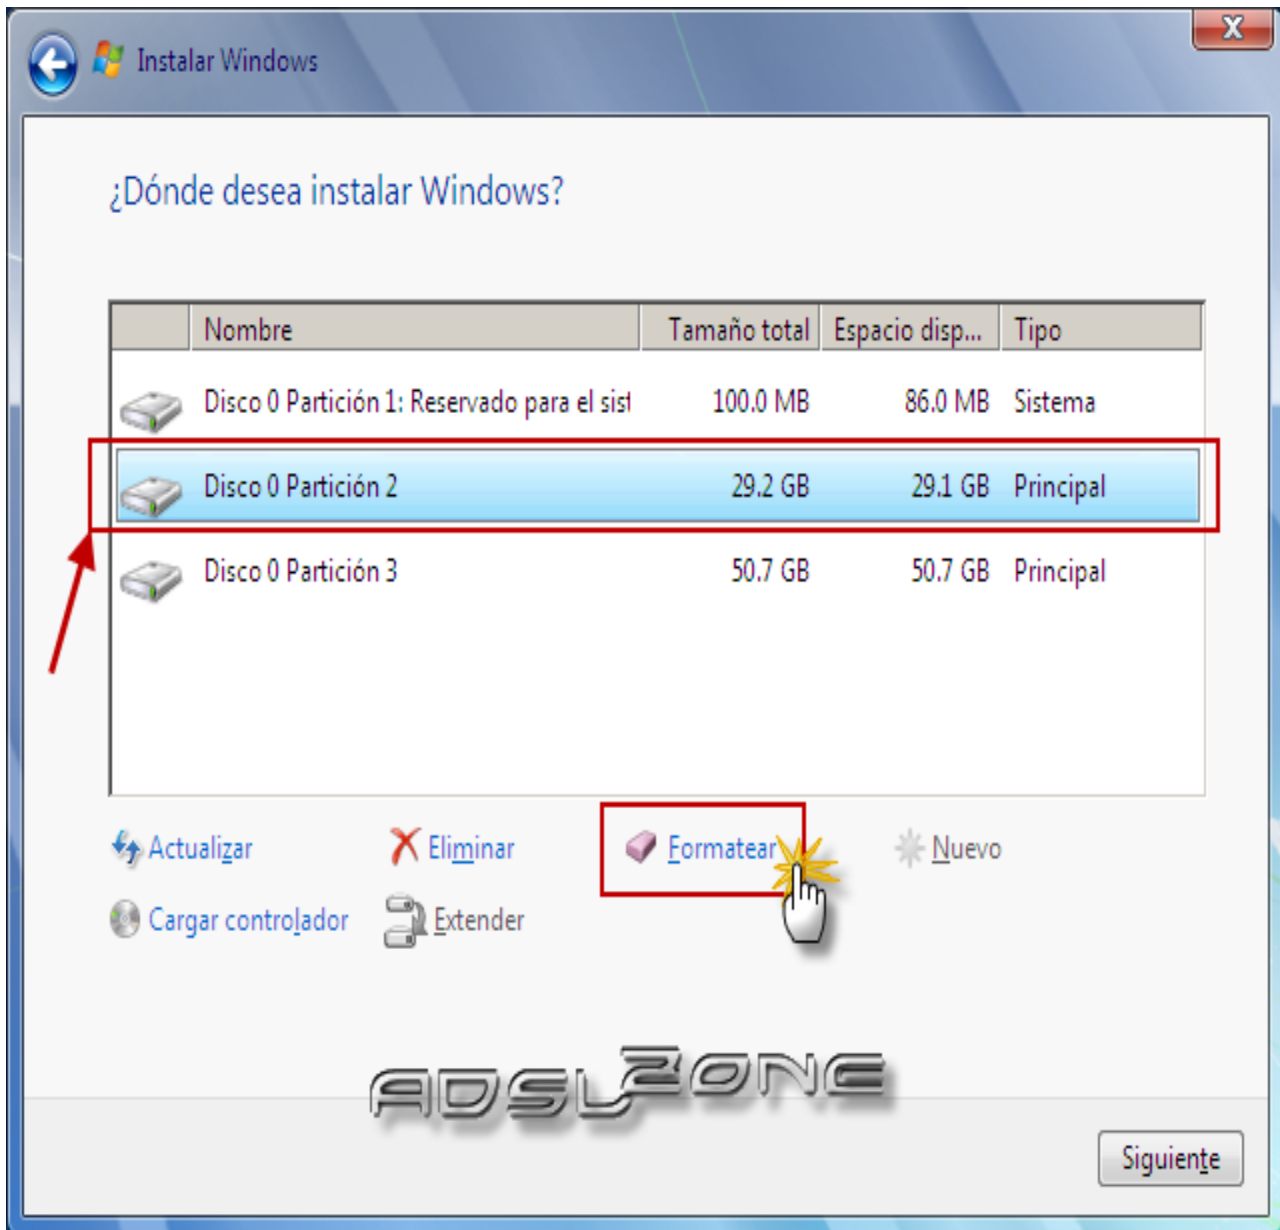 Instalar Windows
X
¿Dónde desea instalar Windows?
Nombre Tamaño total Espacio disp... Tipo
Disco 0 Partición 1: Reservado para el sist 100.0 MB 86.0 MB Sistema
Disco 0 Partición 2 29.2 GB 29.1 GB Principal
Disco 0 Partición 3 50.7 GB 50.7 GB Principal
Actualizar Eliminar Formatear Nuevo
Cargar controlador Extender
ADSLZONE
Siguiente